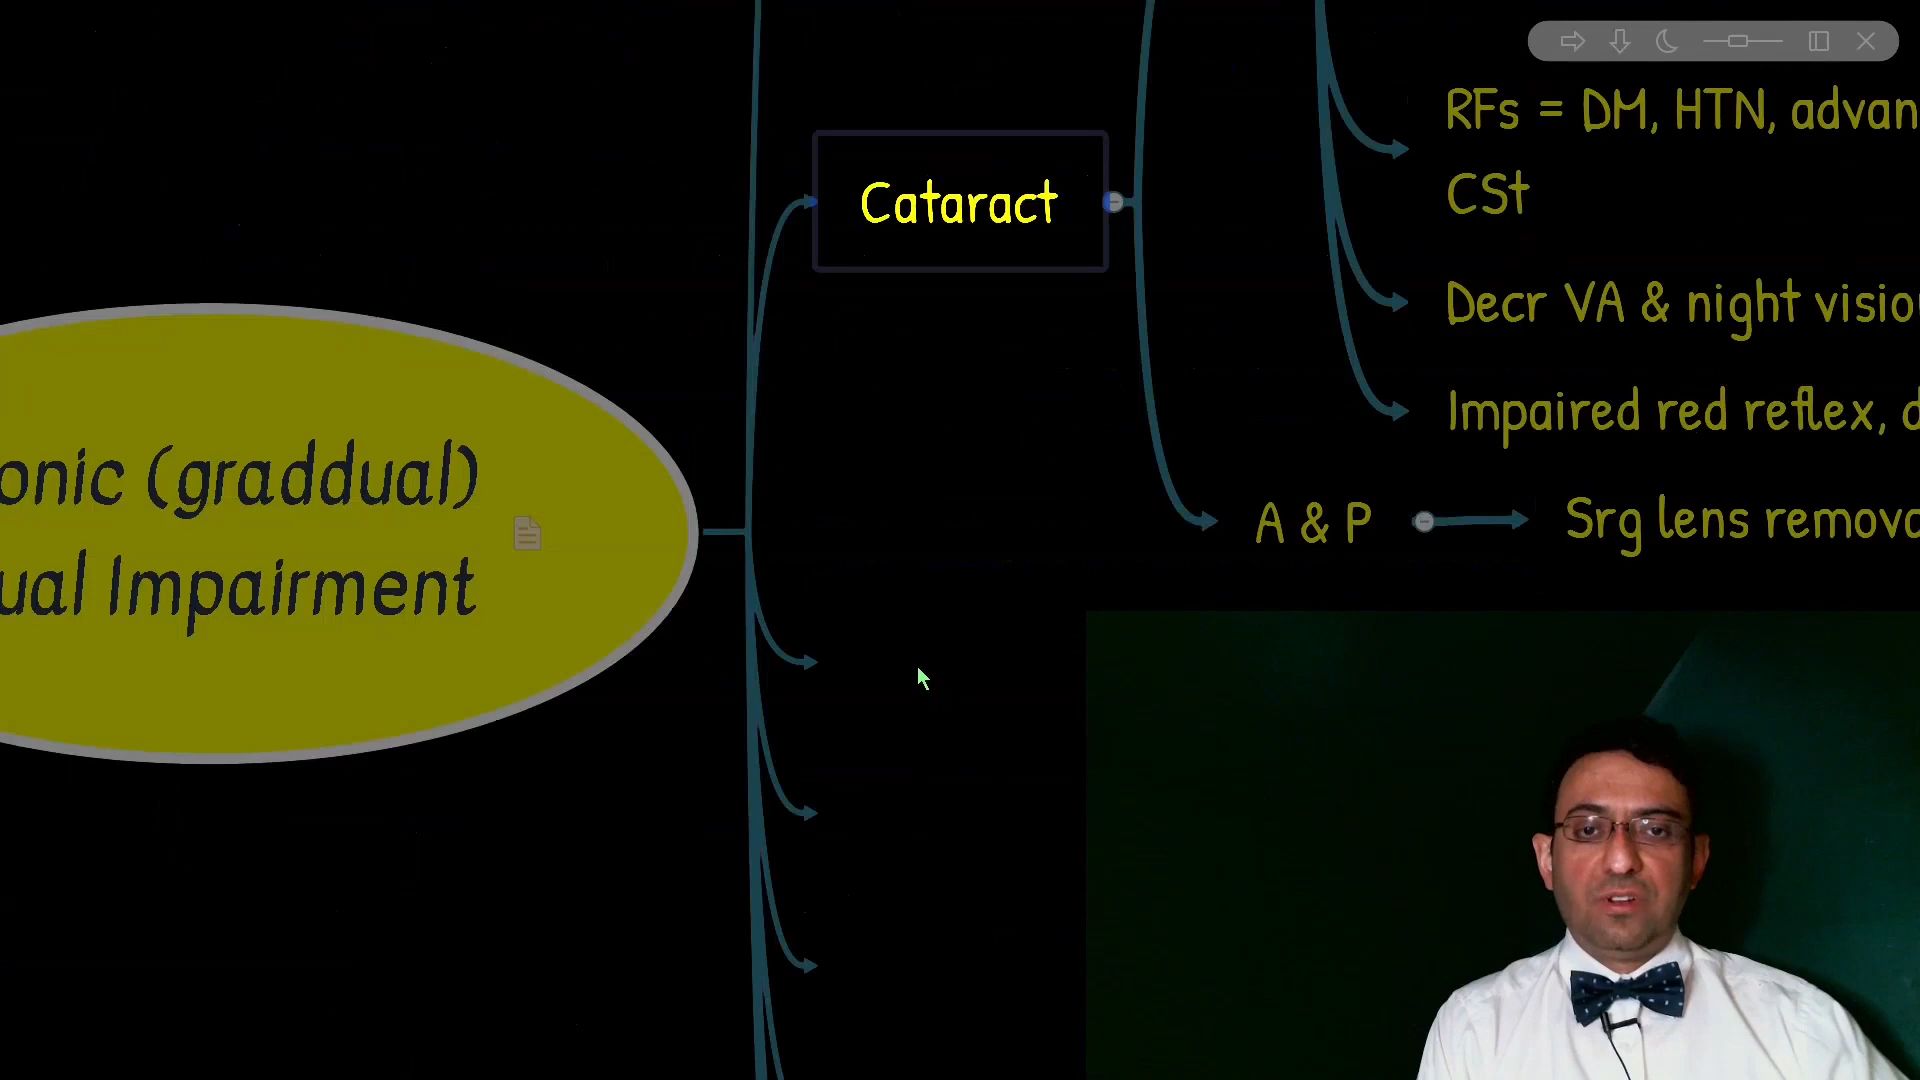 RFs = DM, HTN, advan
CSt
Cataract
Decr VA & night visio
Impaired red reflex, d
onic (graddual)
ual Impairment
A & P
Srg lens remova